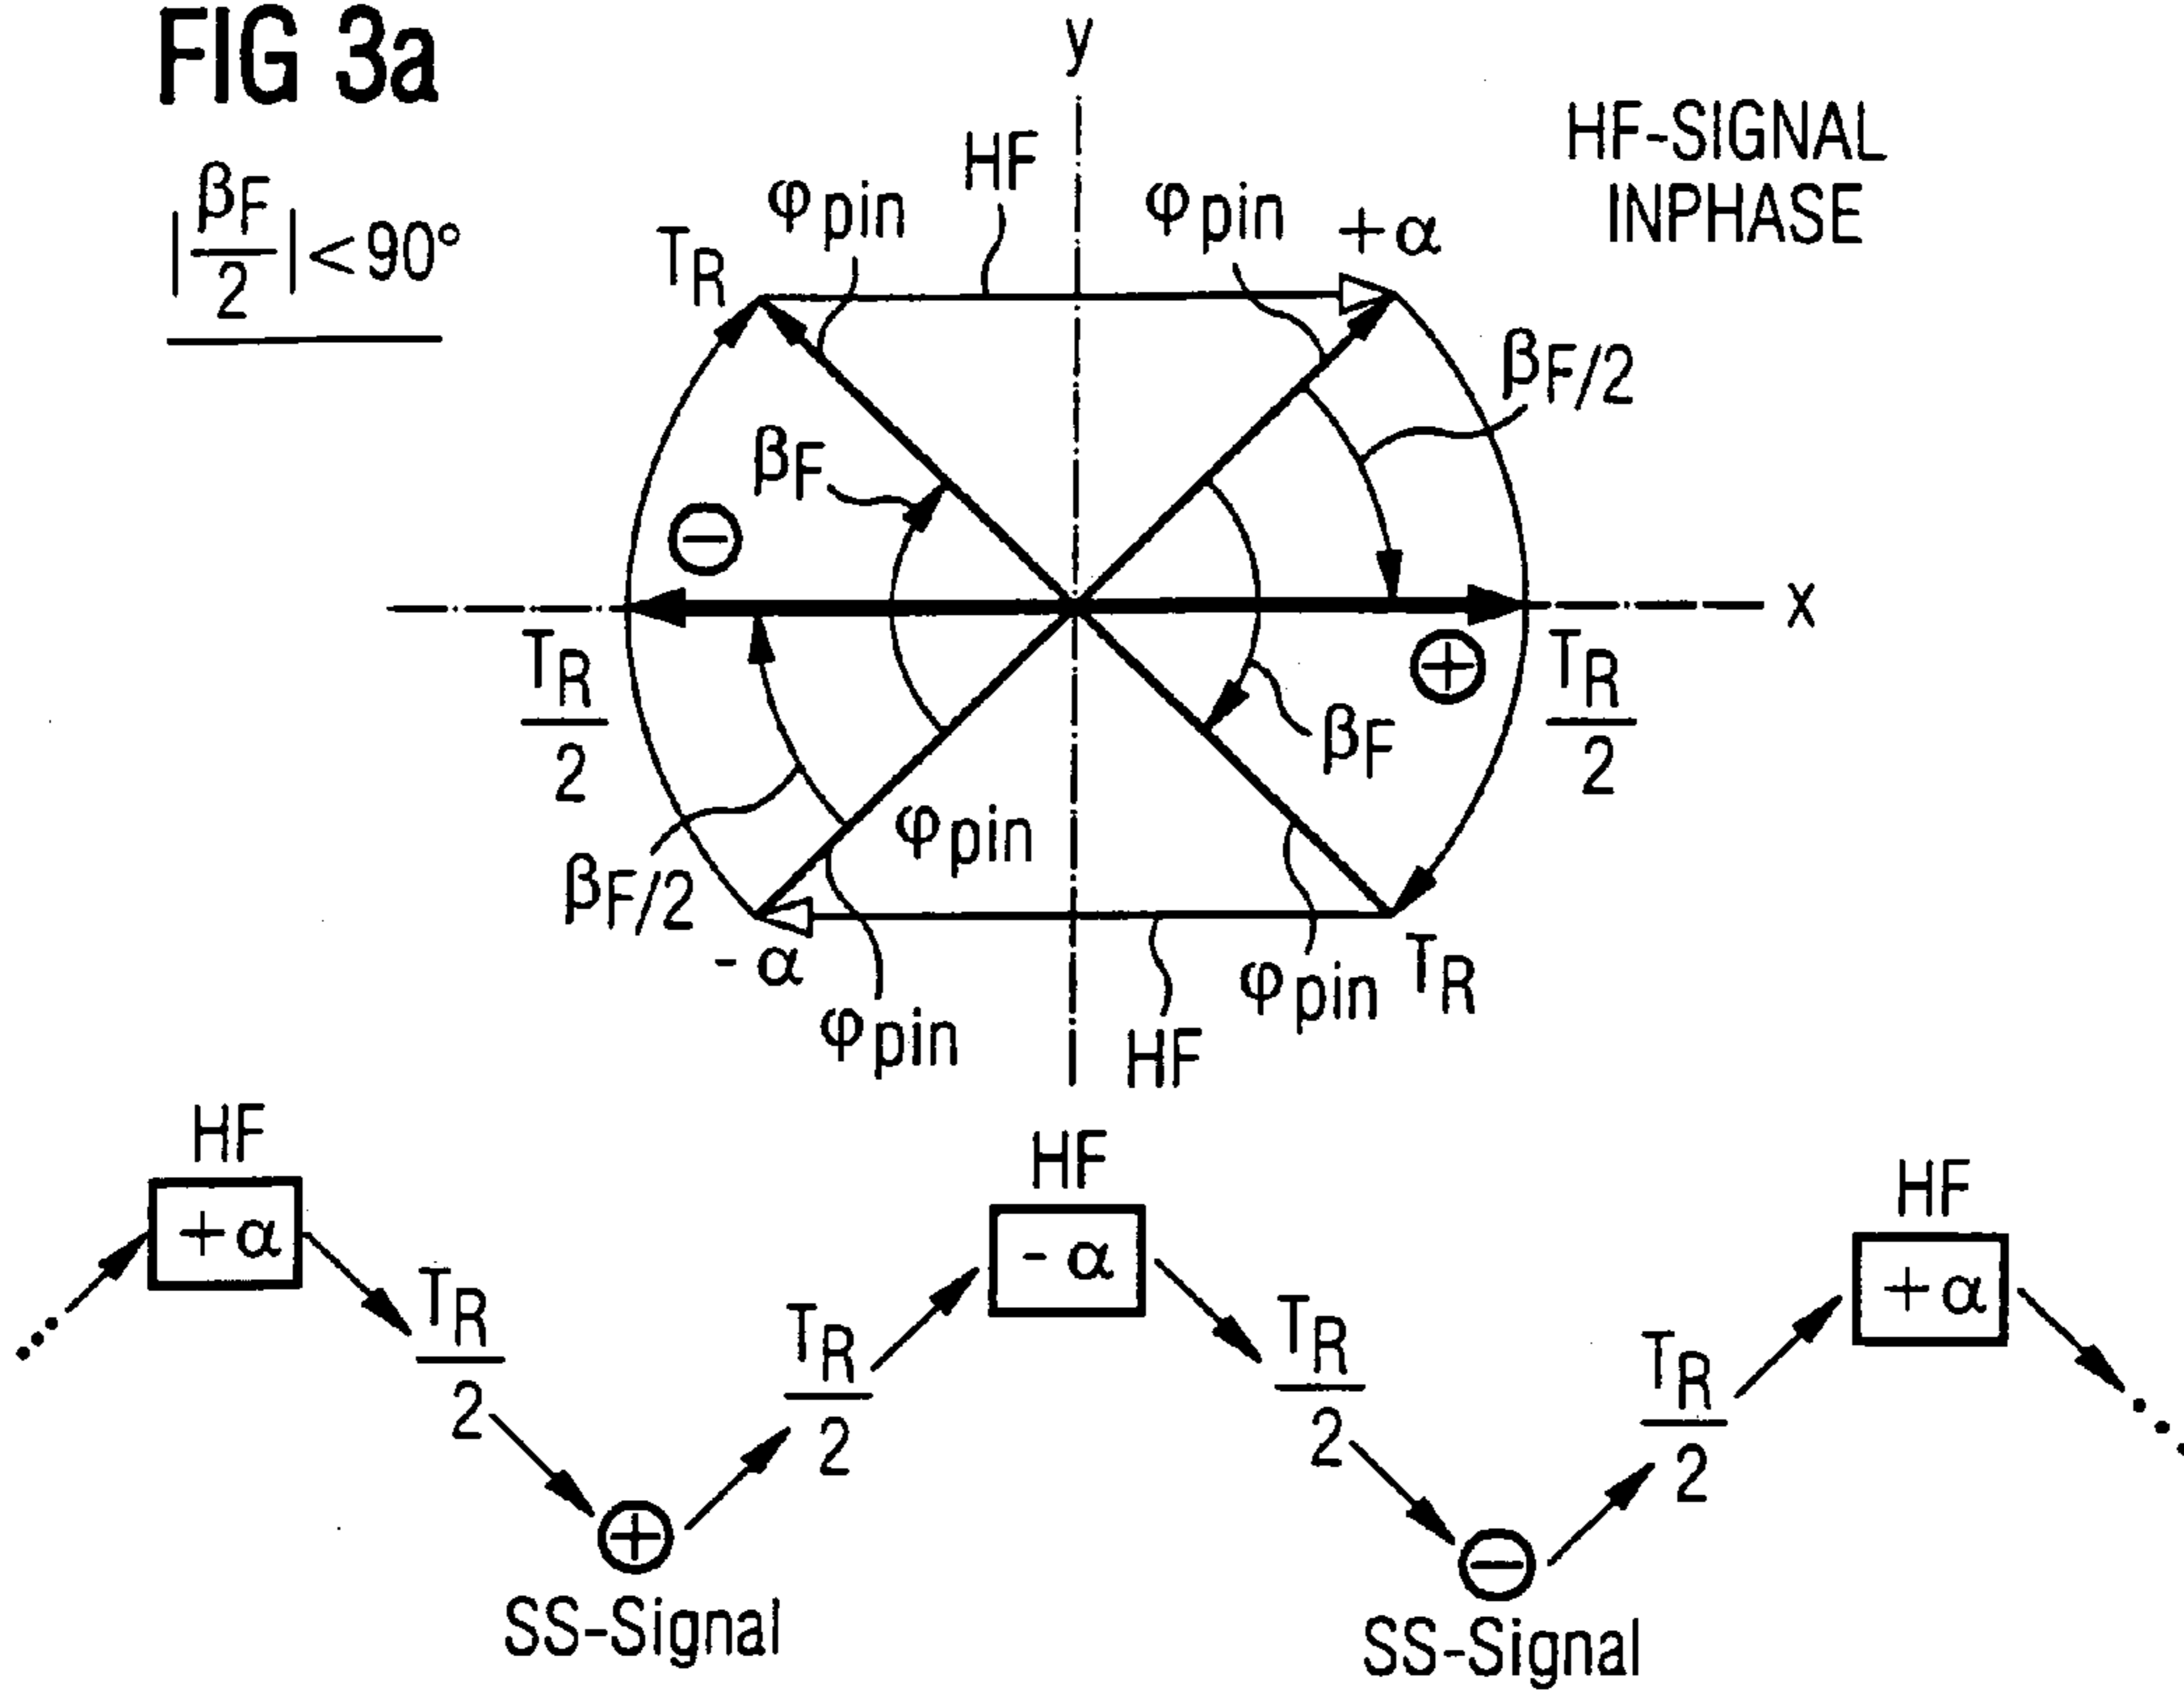 FIG 3a
|βF/2| < 90°
y
HF-SIGNAL
INPHASE
HF
φpin
φpin
+α
TR
βF/2
βF
⊖
x
TR/2
⊕
TR/2
βF
φpin
βF/2
-α
φpin
TR
φpin
HF
HF
HF
HF
+α
-α
+α
TR/2
TR/2
TR/2
TR/2
⊕
⊖
SS-Signal
SS-Signal